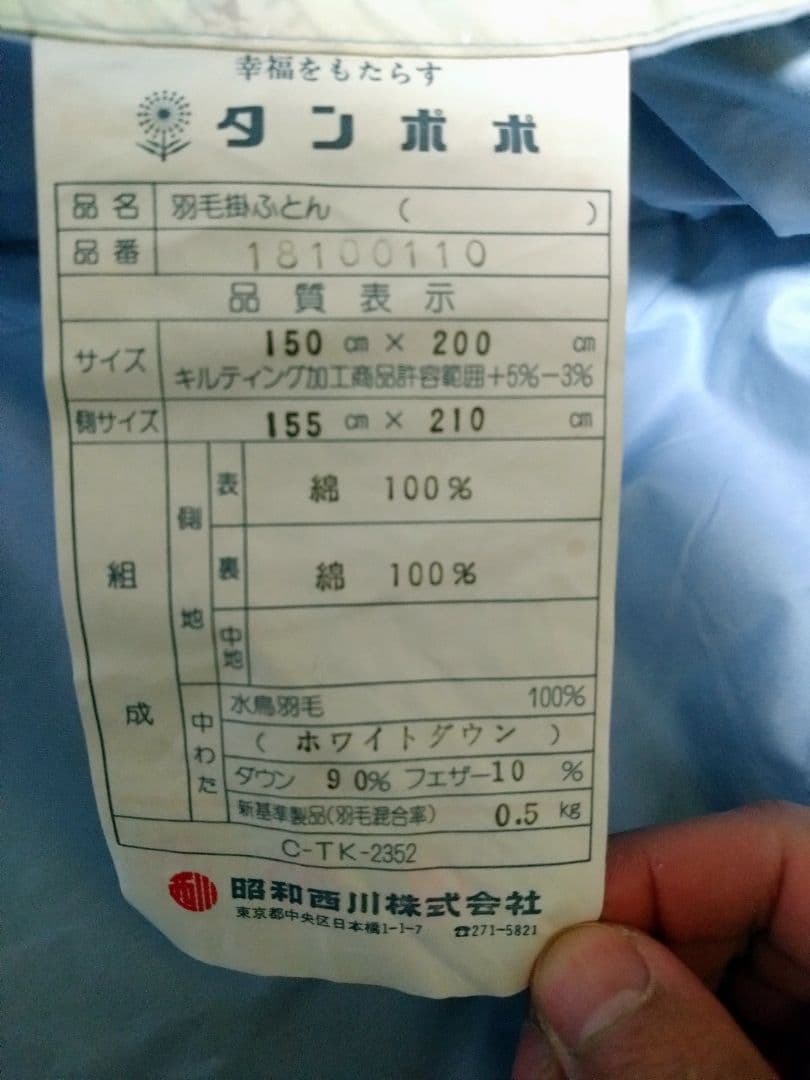 幸福をもたらす
タンポポ
品名 羽毛掛ふとん ( )
品番 18100110
品質表示
サイズ 150 cm × 200 cm
キルティング加工商品許容範囲+5%-3%
側サイズ 155 cm × 210 cm
組成 側地 表 綿 100%
裏 綿 100%
中地
中わた 水鳥羽毛 100%
( ホワイトダウン )
ダウン 90% フェザー10 %
新基準製品(羽毛混合率) 0.5 kg
C-TK-2352
西川 昭和西川株式会社
東京都中央区日本橋1-1-7 ☎271-5821